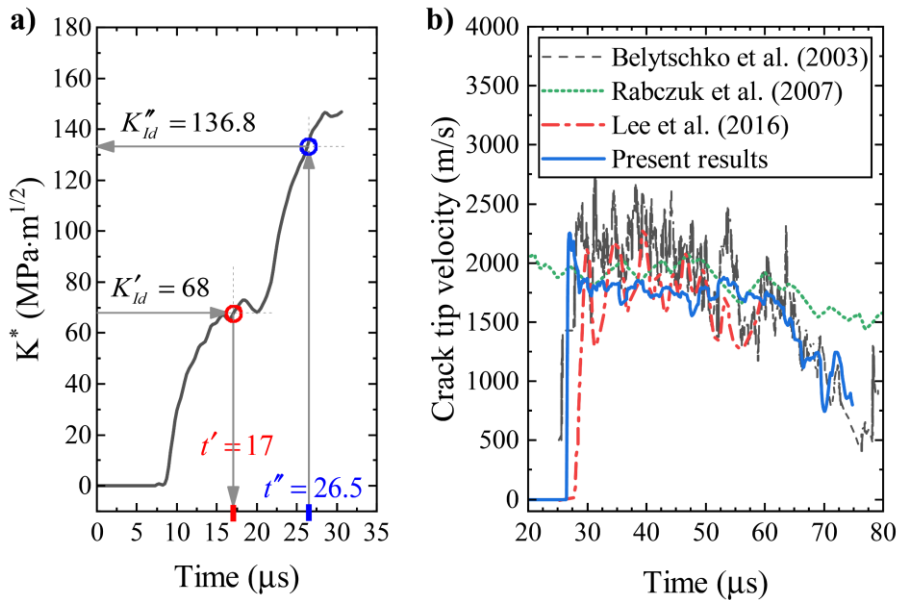 a)
180
160
140
120
100
80
60
40
20
0
K* (MPa·m^1/2)
K″_Id = 136.8
K′_Id = 68
t′ = 17
t″ = 26.5
0 5 10 15 20 25 30 35
Time (μs)
b)
4000
3500
3000
2500
2000
1500
1000
500
0
Crack tip velocity (m/s)
Belytschko et al. (2003)
Rabczuk et al. (2007)
Lee et al. (2016)
Present results
20 30 40 50 60 70 80
Time (μs)